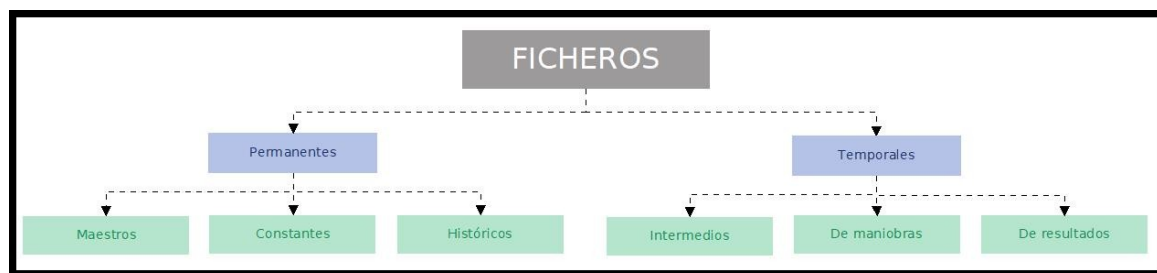 FICHEROS
Permanentes
Temporales
Maestros
Constantes
Históricos
Intermedios
De maniobras
De resultados